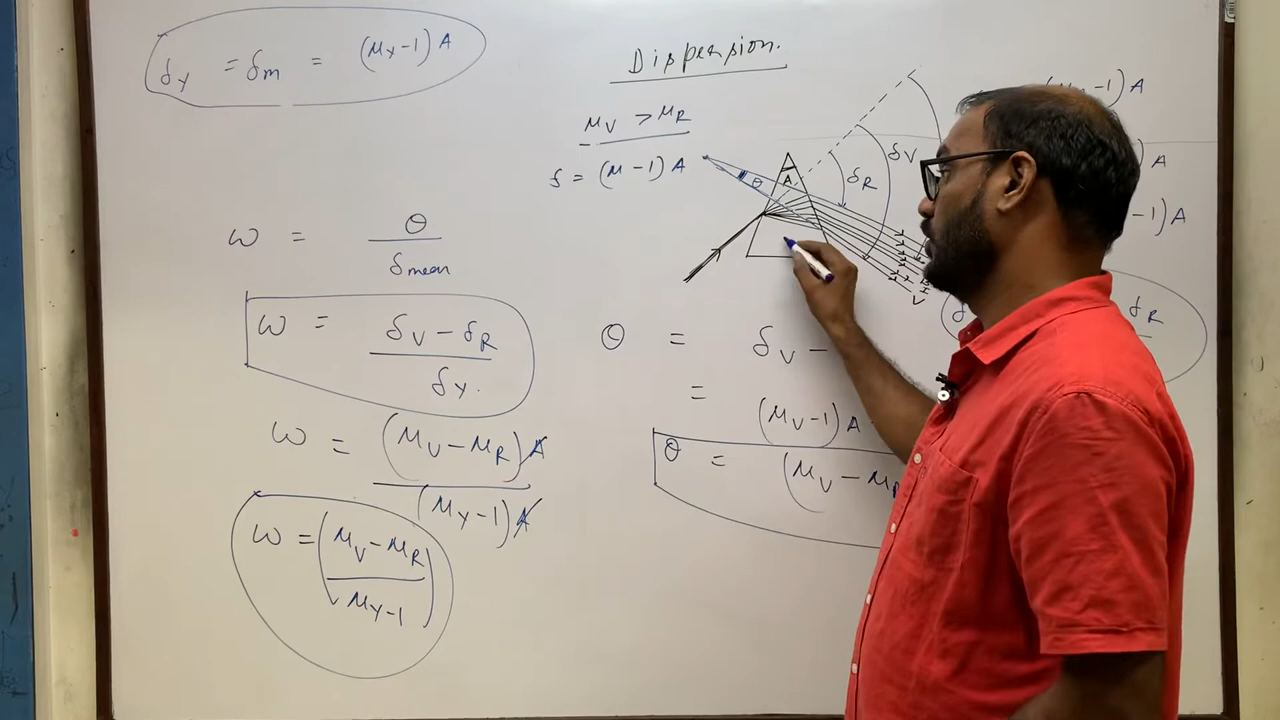 δY = δm = (μY-1) A
Dispersion.
μV > μR
δ = (μ-1) A
ω = θ / δmean
ω = δV - δR / δY.
ω = (μV - μR) A / (μY-1) A
ω = (μV - μR / μY-1)
A
θ
δR
δV
V
-1) A
) A
-1) A
δR
θ = δV -
= (μV-1) A
θ = (μV - μR